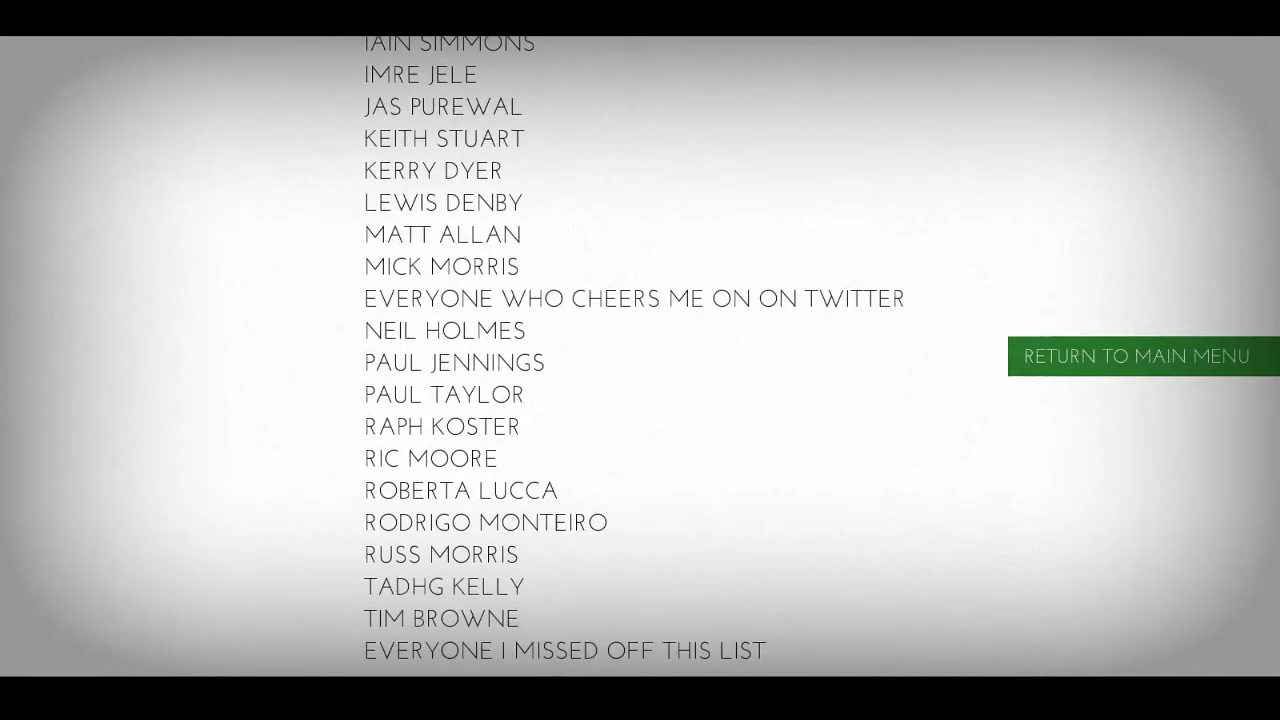 IAIN SIMMONS
IMRE JELE
JAS PUREWAL
KEITH STUART
KERRY DYER
LEWIS DENBY
MATT ALLAN
MICK MORRIS
EVERYONE WHO CHEERS ME ON ON TWITTER
NEIL HOLMES
PAUL JENNINGS
PAUL TAYLOR
RAPH KOSTER
RIC MOORE
ROBERTA LUCCA
RODRIGO MONTEIRO
RUSS MORRIS
TADHG KELLY
TIM BROWNE
EVERYONE I MISSED OFF THIS LIST
RETURN TO MAIN MENU